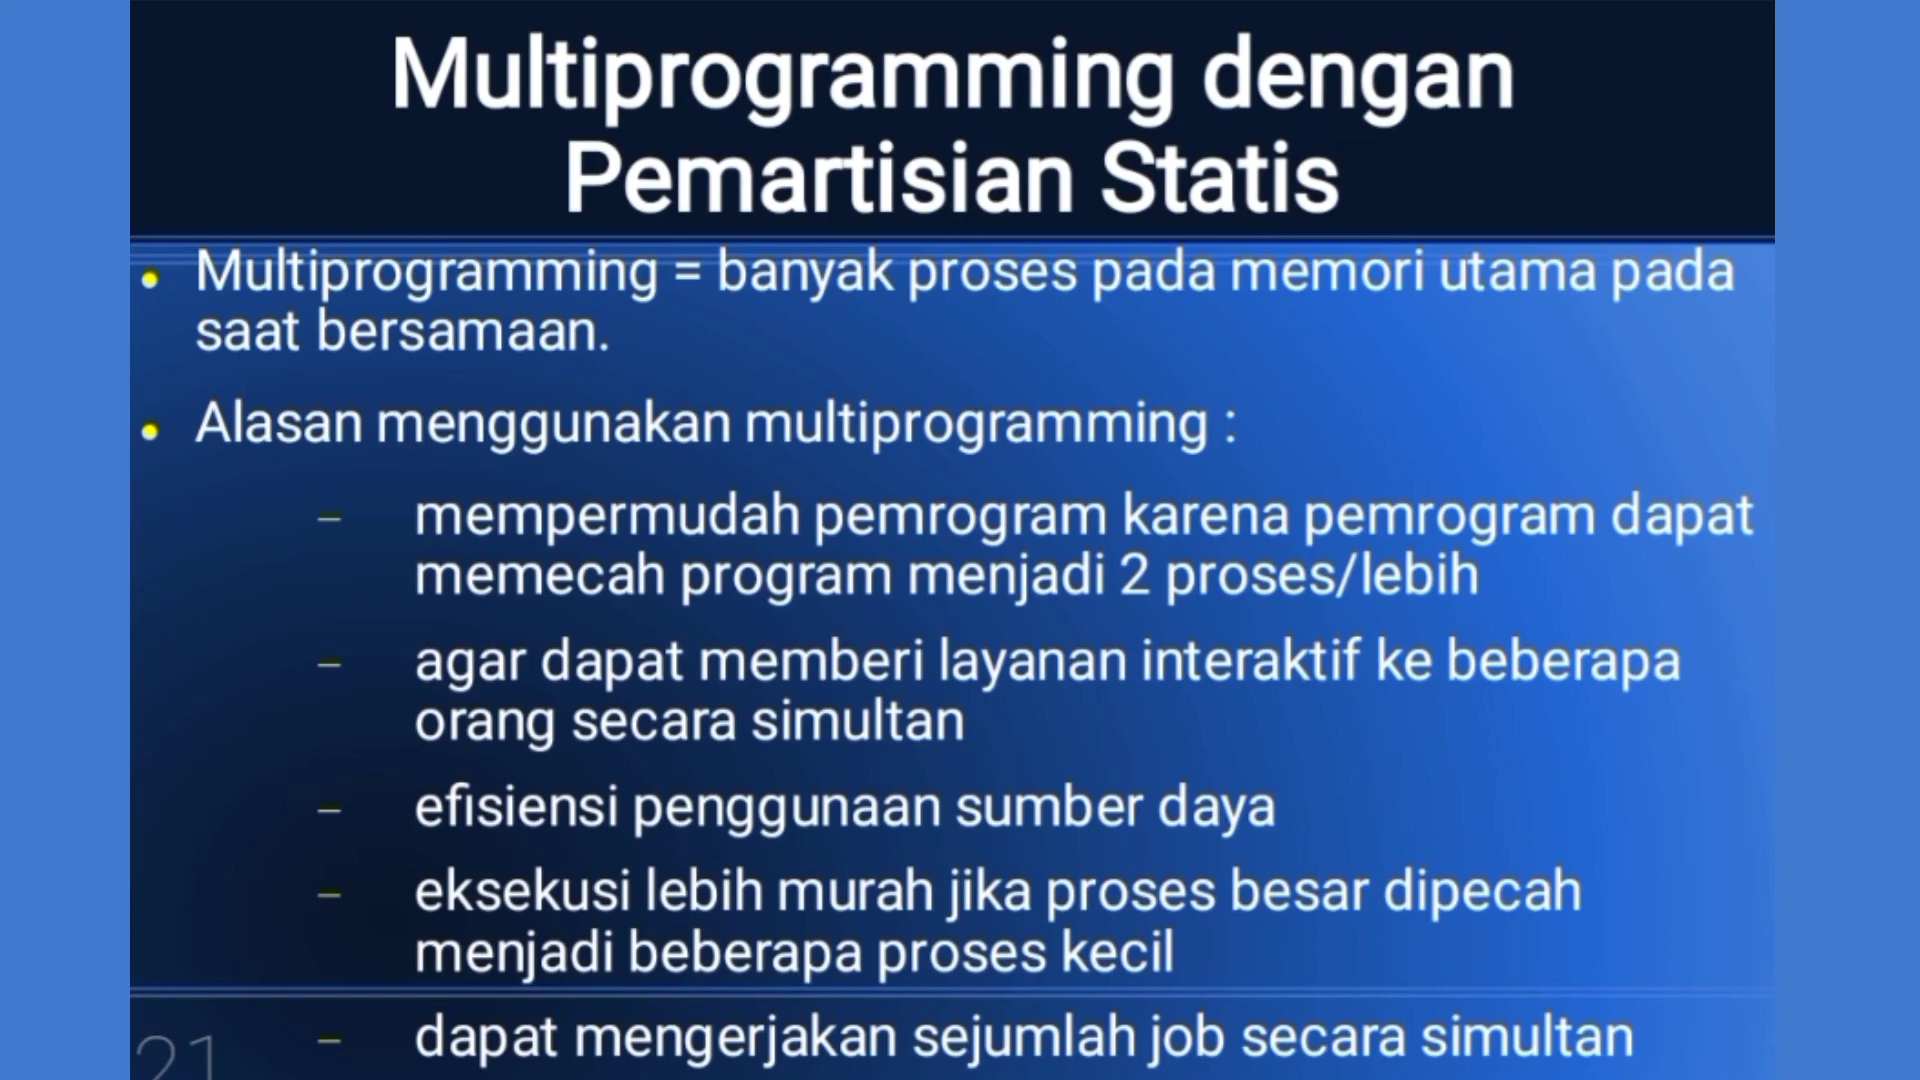 Multiprogramming dengan
Pemartisian Statis
• Multiprogramming = banyak proses pada memori utama pada
saat bersamaan.
• Alasan menggunakan multiprogramming :
– mempermudah pemrogram karena pemrogram dapat
memecah program menjadi 2 proses/lebih
– agar dapat memberi layanan interaktif ke beberapa
orang secara simultan
– efisiensi penggunaan sumber daya
– eksekusi lebih murah jika proses besar dipecah
menjadi beberapa proses kecil
– dapat mengerjakan sejumlah job secara simultan
21